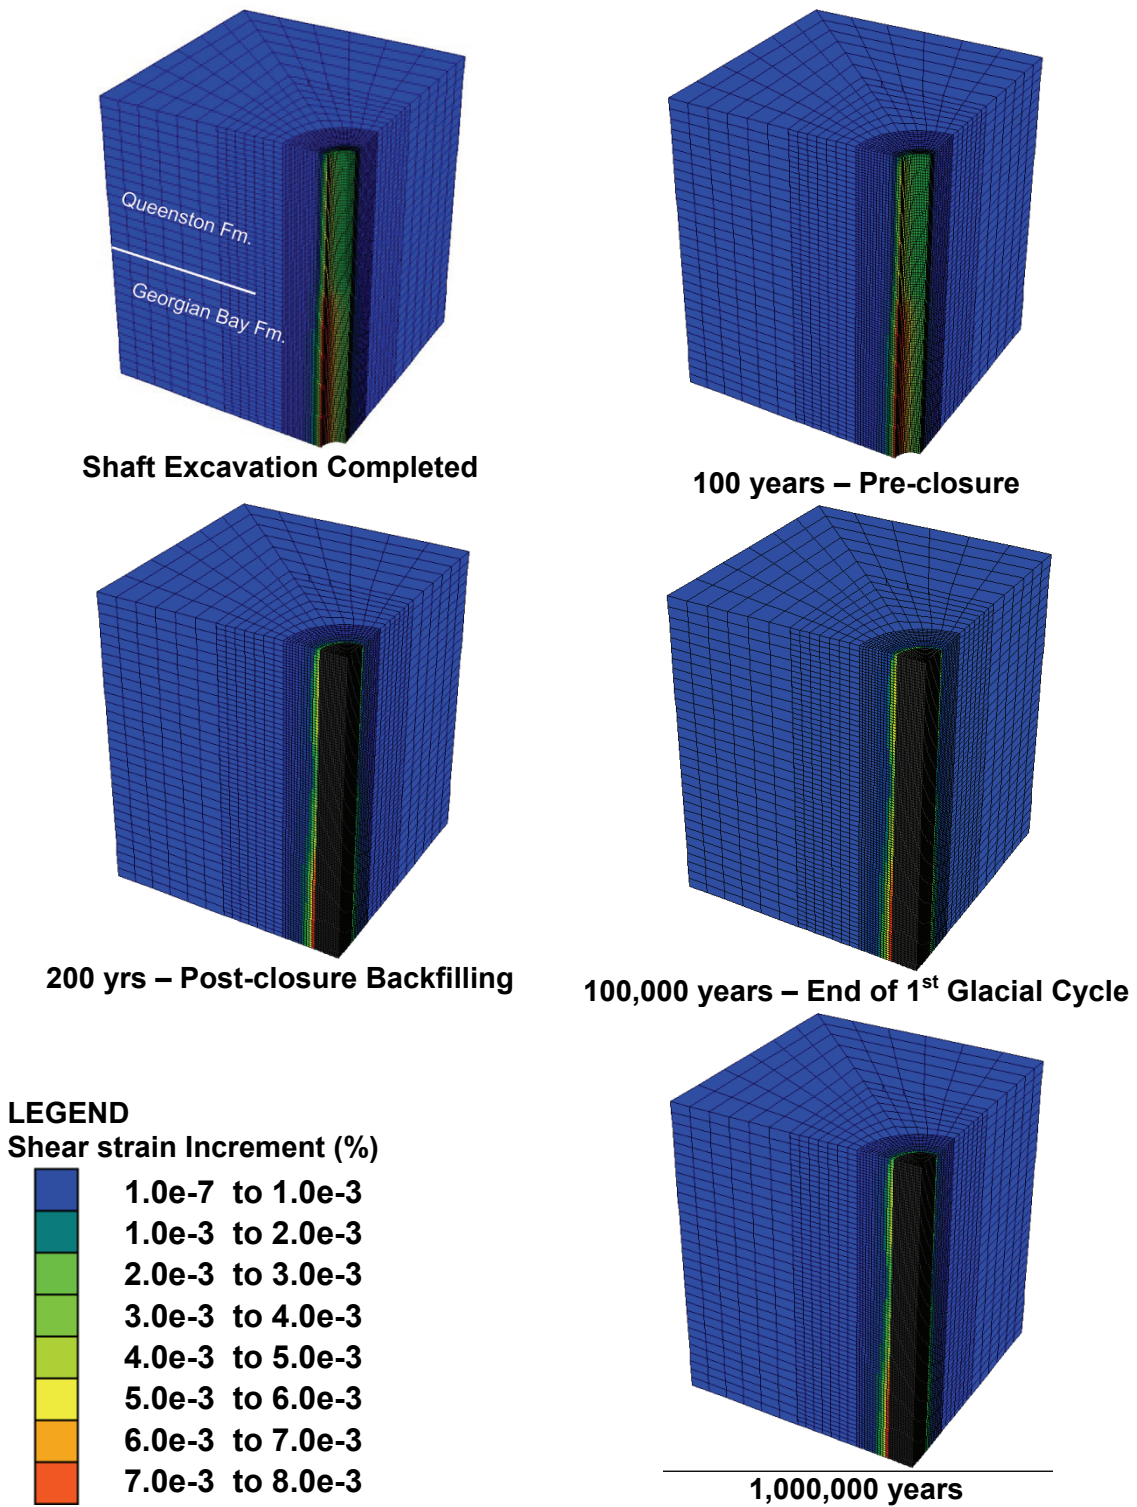 Queenston Fm.
Georgian Bay Fm.
Shaft Excavation Completed
100 years – Pre-closure
200 yrs – Post-closure Backfilling
100,000 years – End of 1st Glacial Cycle
LEGEND
Shear strain Increment (%)
1.0e-7 to 1.0e-3
1.0e-3 to 2.0e-3
2.0e-3 to 3.0e-3
3.0e-3 to 4.0e-3
4.0e-3 to 5.0e-3
5.0e-3 to 6.0e-3
6.0e-3 to 7.0e-3
7.0e-3 to 8.0e-3
1,000,000 years